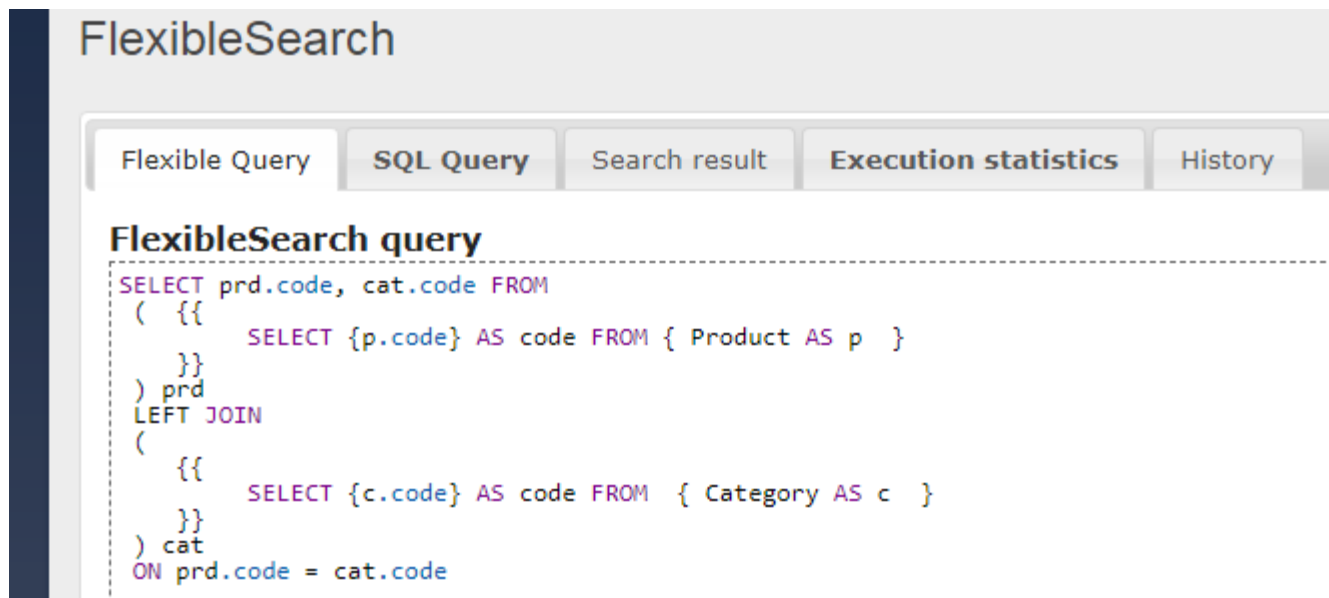 FlexibleSearch
Flexible Query SQL Query Search result Execution statistics History
FlexibleSearch query
SELECT prd.code, cat.code FROM
( {{
SELECT {p.code} AS code FROM { Product AS p }
}}
) prd
LEFT JOIN
(
{{
SELECT {c.code} AS code FROM { Category AS c }
}}
) cat
ON prd.code = cat.code